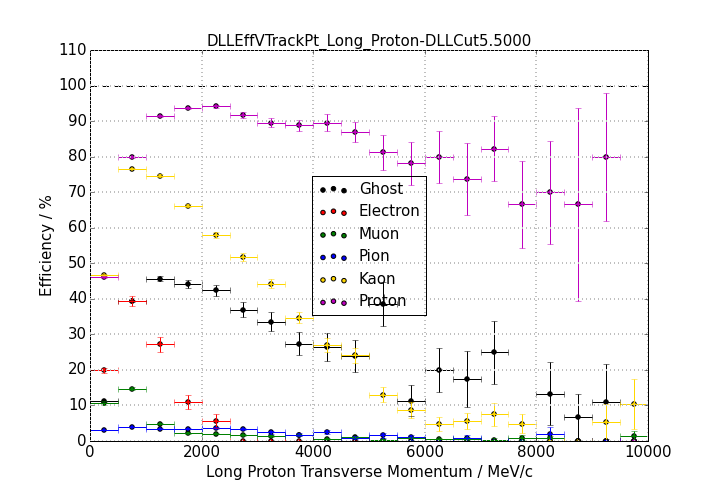 DLLEffVTrackPt_Long_Proton-DLLCut5.5000
110
100
90
80
70
60
50
40
30
20
10
0
Efficiency / %
Ghost
Electron
Muon
Pion
Kaon
Proton
0 2000 4000 6000 8000 10000
Long Proton Transverse Momentum / MeV/c